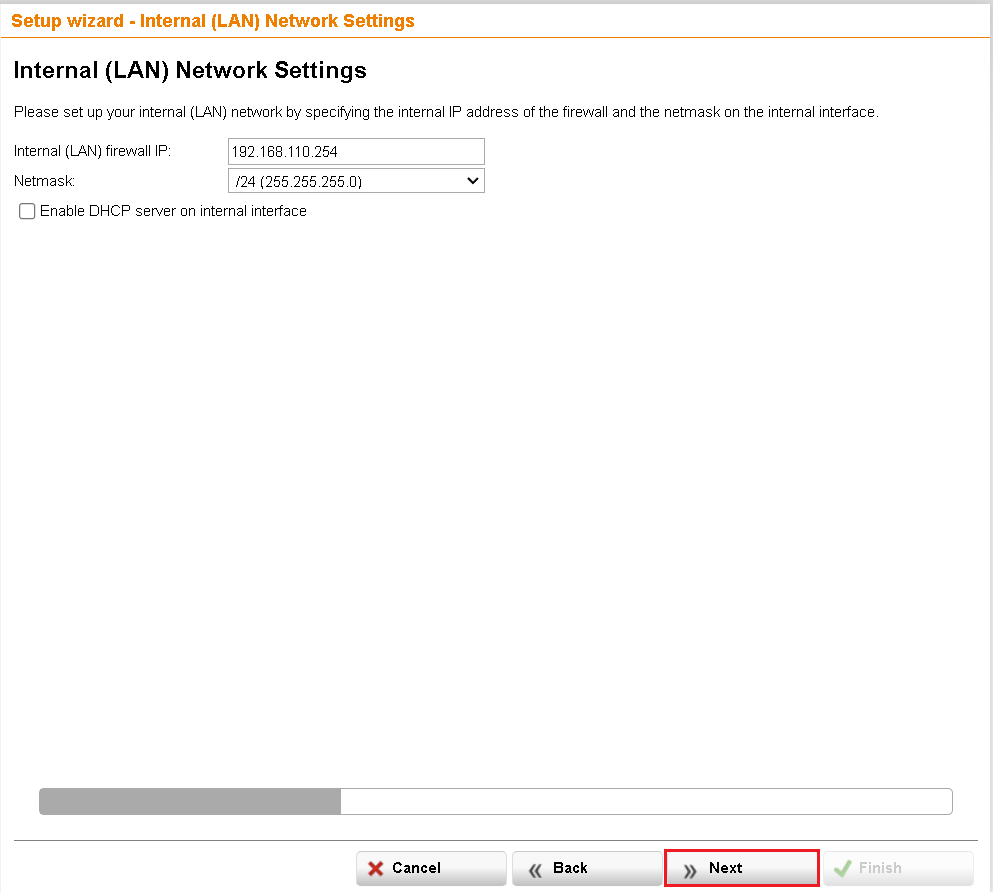 Setup wizard - Internal (LAN) Network Settings
Internal (LAN) Network Settings
Please set up your internal (LAN) network by specifying the internal IP address of the firewall and the netmask on the internal interface.
Internal (LAN) firewall IP: 192.168.110.254
Netmask: /24 (255.255.255.0)
Enable DHCP server on internal interface
Cancel Back Next Finish